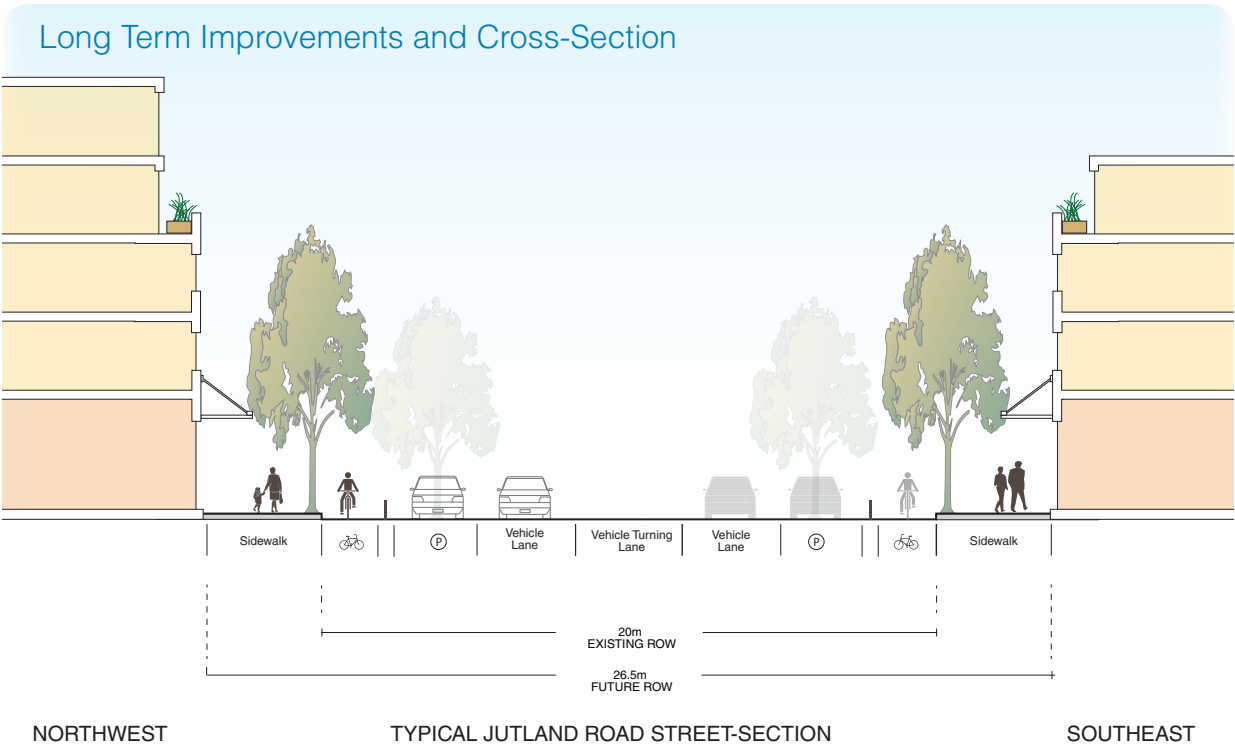 Long Term Improvements and Cross-Section
Sidewalk
P
Vehicle
Lane
Vehicle Turning
Lane
Vehicle
Lane
P
Sidewalk
20m
EXISTING ROW
26.5m
FUTURE ROW
NORTHWEST
TYPICAL JUTLAND ROAD STREET-SECTION
SOUTHEAST